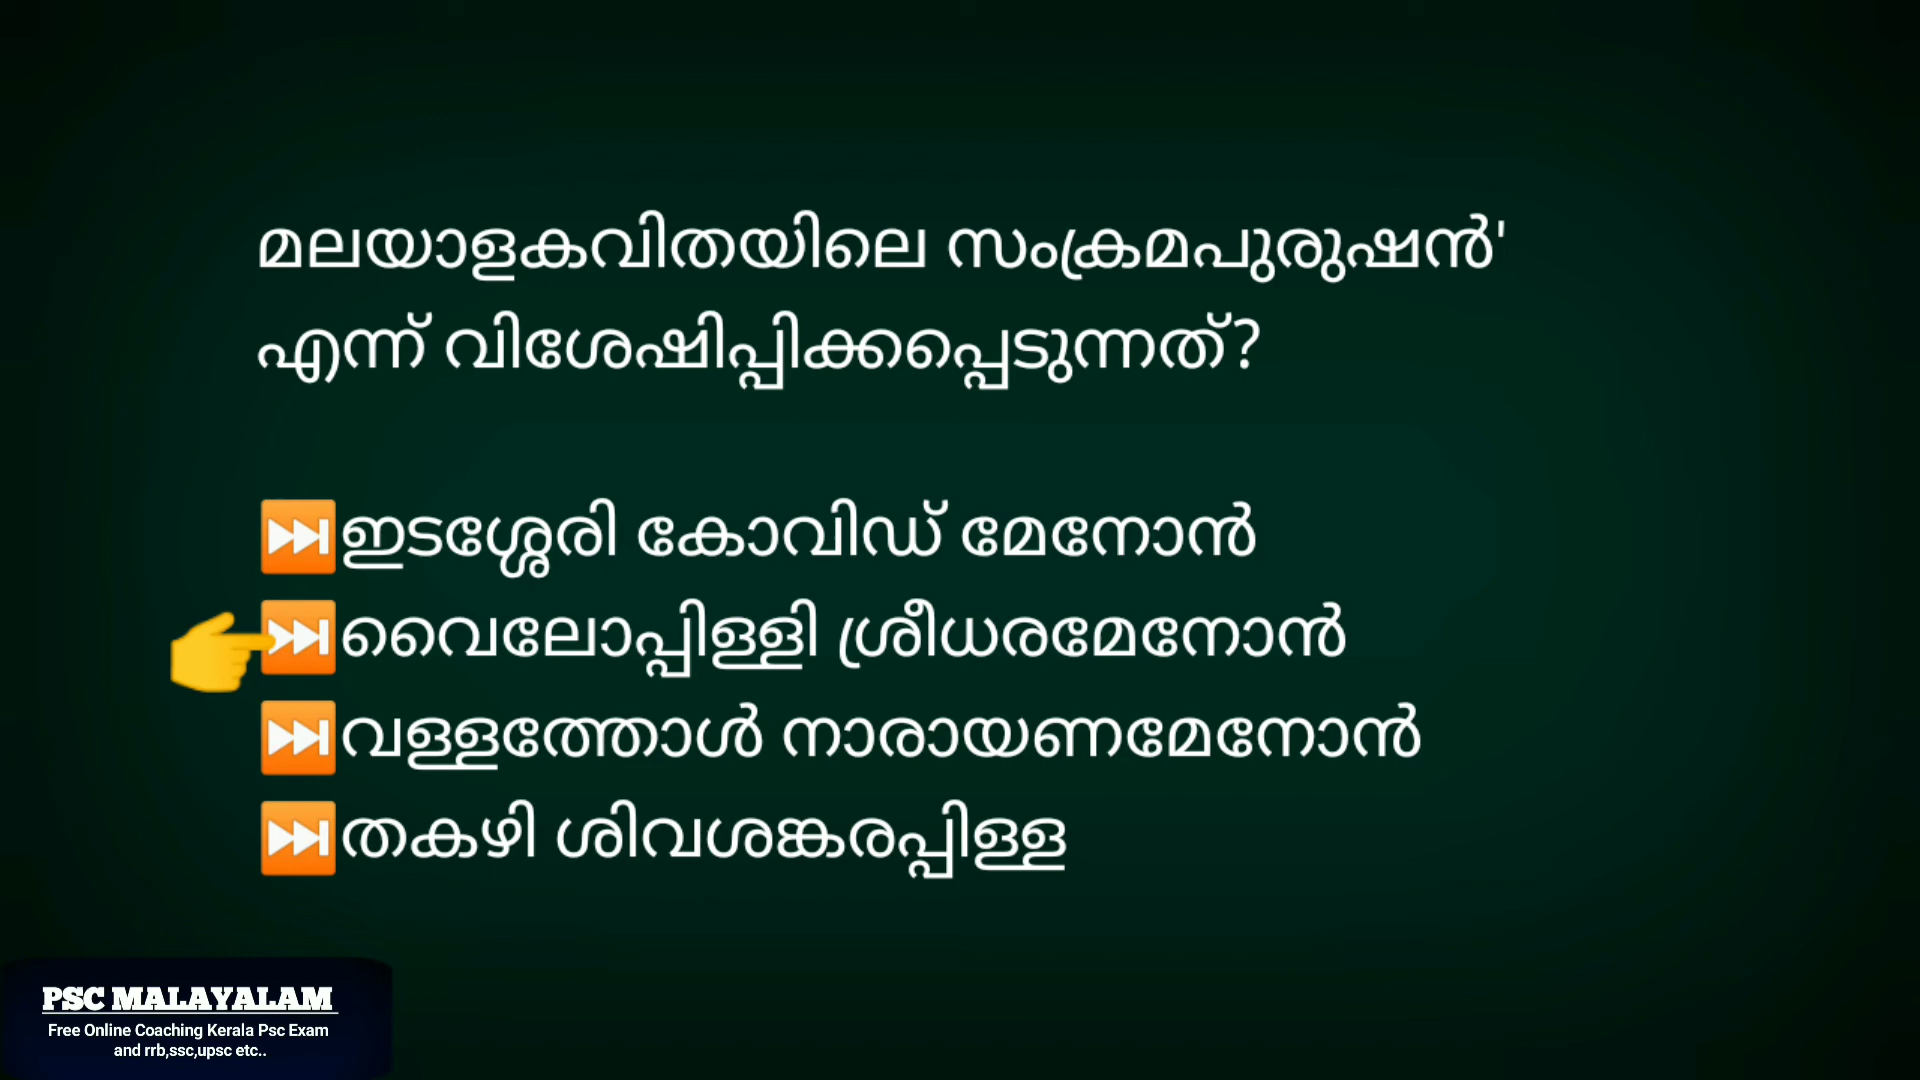 മലയാളകവിതയിലെ സംക്രമപുരുഷൻ'
എന്ന് വിശേഷിപ്പിക്കപ്പെടുന്നത്?
⏭️ഇടശ്ശേരി കോവിഡ് മേനോൻ
👉⏭️വൈലോപ്പിള്ളി ശ്രീധരമേനോൻ
⏭️വള്ളത്തോൾ നാരായണമേനോൻ
⏭️തകഴി ശിവശങ്കരപ്പിള്ള
PSC MALAYALAM
Free Online Coaching Kerala Psc Exam
and rrb,ssc,upsc etc..